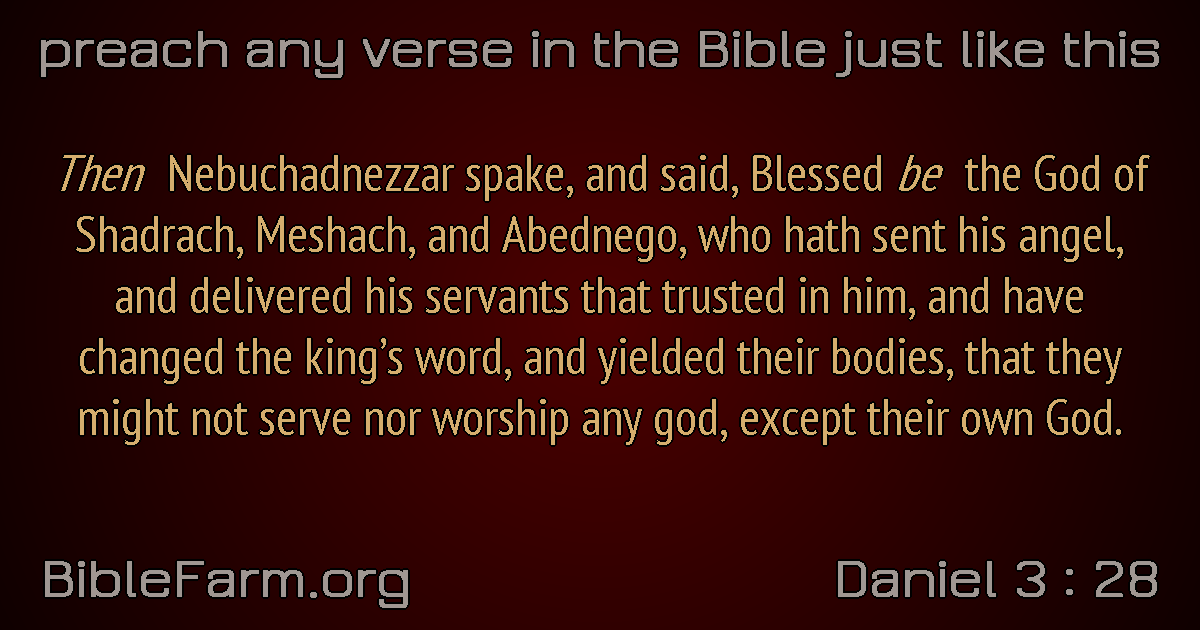 preach any verse in the Bible just like this
Then Nebuchadnezzar spake, and said, Blessed be the God of
Shadrach, Meshach, and Abednego, who hath sent his angel,
and delivered his servants that trusted in him, and have
changed the king’s word, and yielded their bodies, that they
might not serve nor worship any god, except their own God.
BibleFarm.org
Daniel 3 : 28